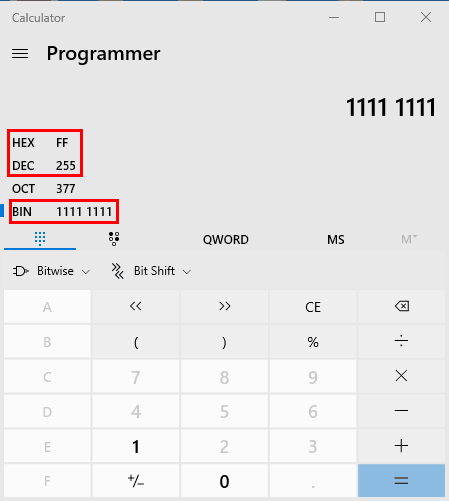 Calculator
Programmer
1111 1111
HEX FF
DEC 255
OCT 377
BIN 1111 1111
QWORD MS M
Bitwise Bit Shift
A << >> CE
B ( ) % ÷
C 7 8 9 ×
D 4 5 6 −
E 1 2 3 +
F +/− 0 . =